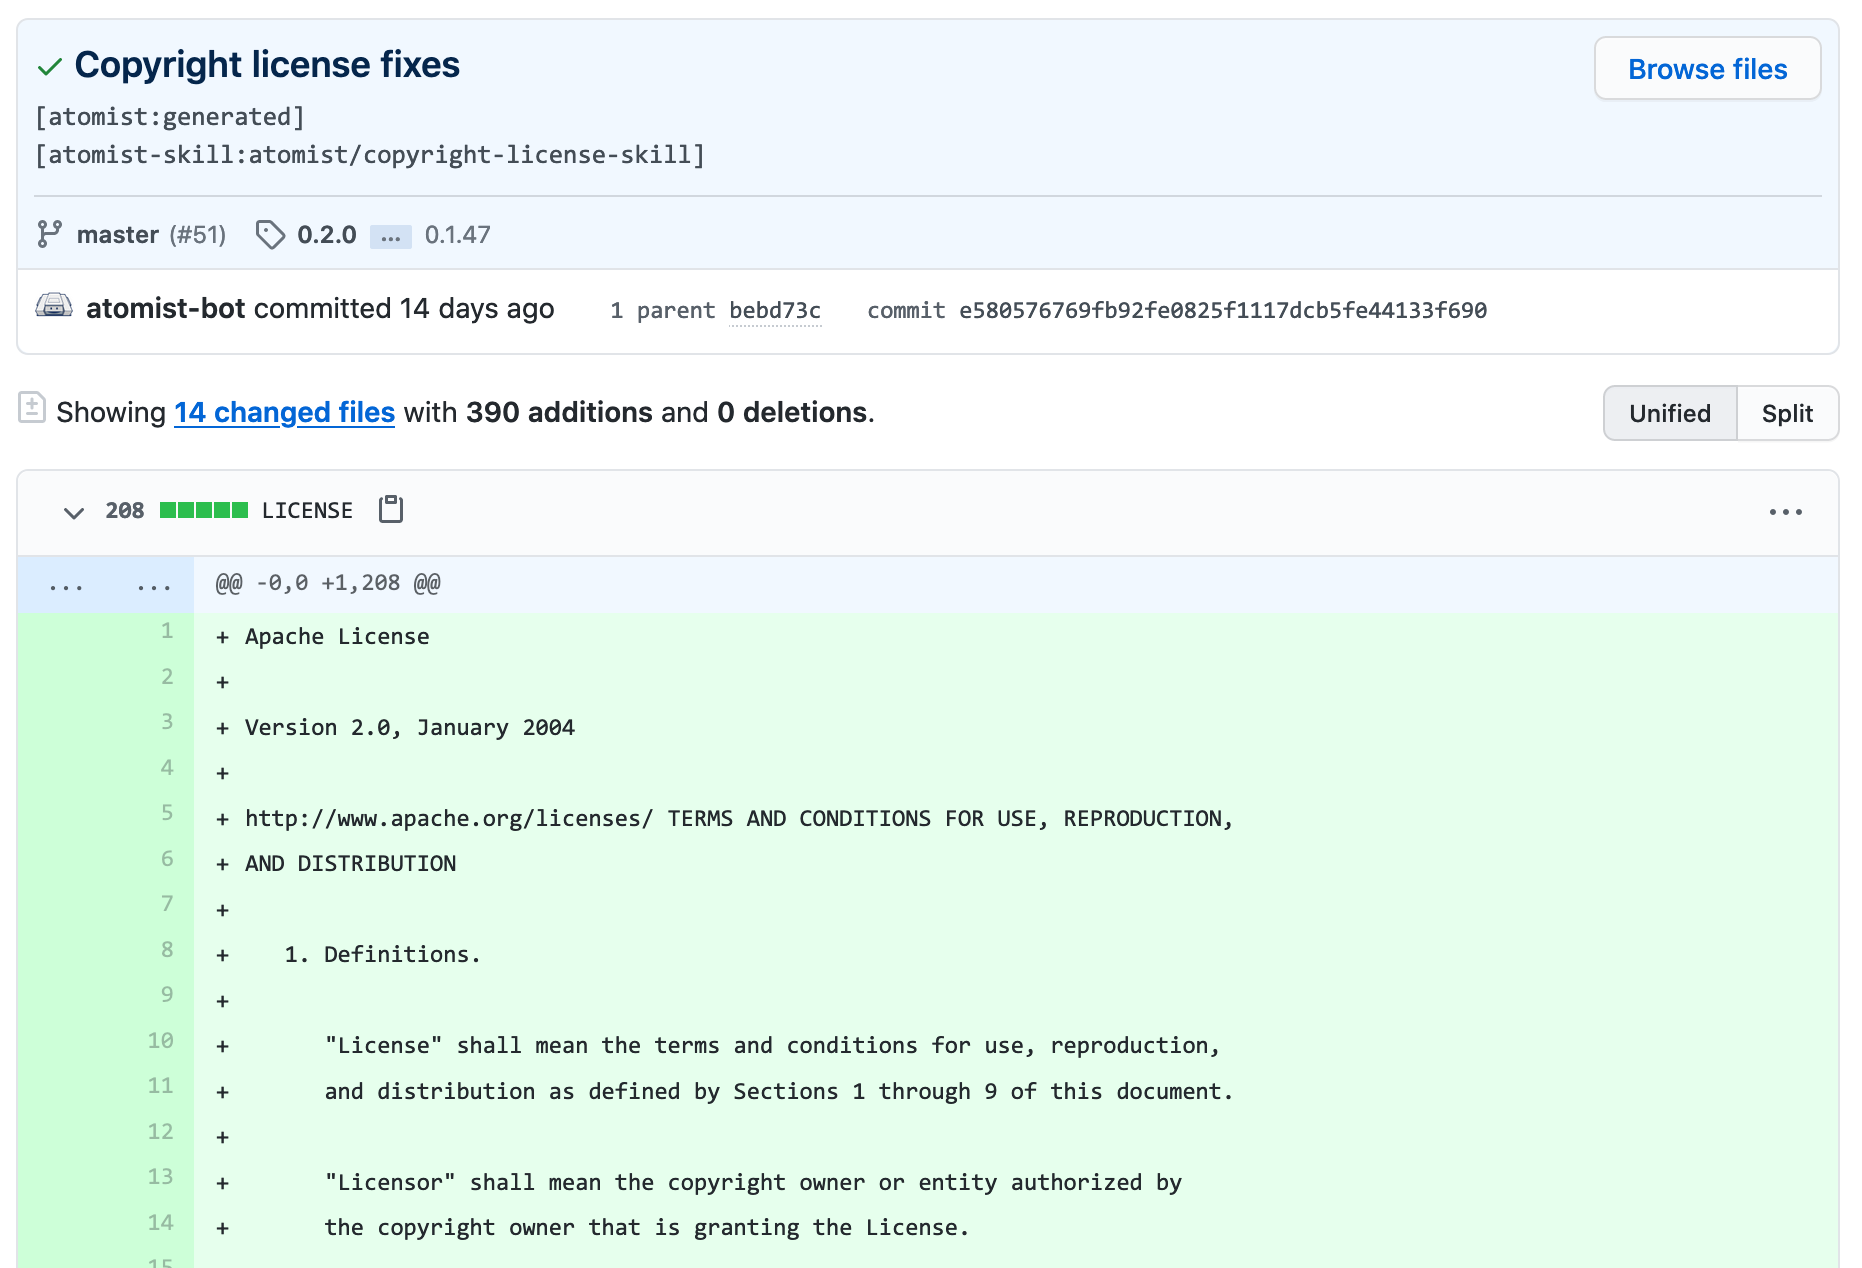 Copyright license fixes
Browse files
[atomist:generated]
[atomist-skill:atomist/copyright-license-skill]
master (#51) 0.2.0 ... 0.1.47
atomist-bot committed 14 days ago 1 parent bebd73c commit e580576769fb92fe0825f1117dcb5fe44133f690
Showing 14 changed files with 390 additions and 0 deletions.
Unified Split
208 LICENSE
... ... @@ -0,0 +1,208 @@
1 + Apache License
2 +
3 + Version 2.0, January 2004
4 +
5 + http://www.apache.org/licenses/ TERMS AND CONDITIONS FOR USE, REPRODUCTION,
6 + AND DISTRIBUTION
7 +
8 + 1. Definitions.
9 +
10 + "License" shall mean the terms and conditions for use, reproduction,
11 + and distribution as defined by Sections 1 through 9 of this document.
12 +
13 + "Licensor" shall mean the copyright owner or entity authorized by
14 + the copyright owner that is granting the License.
15